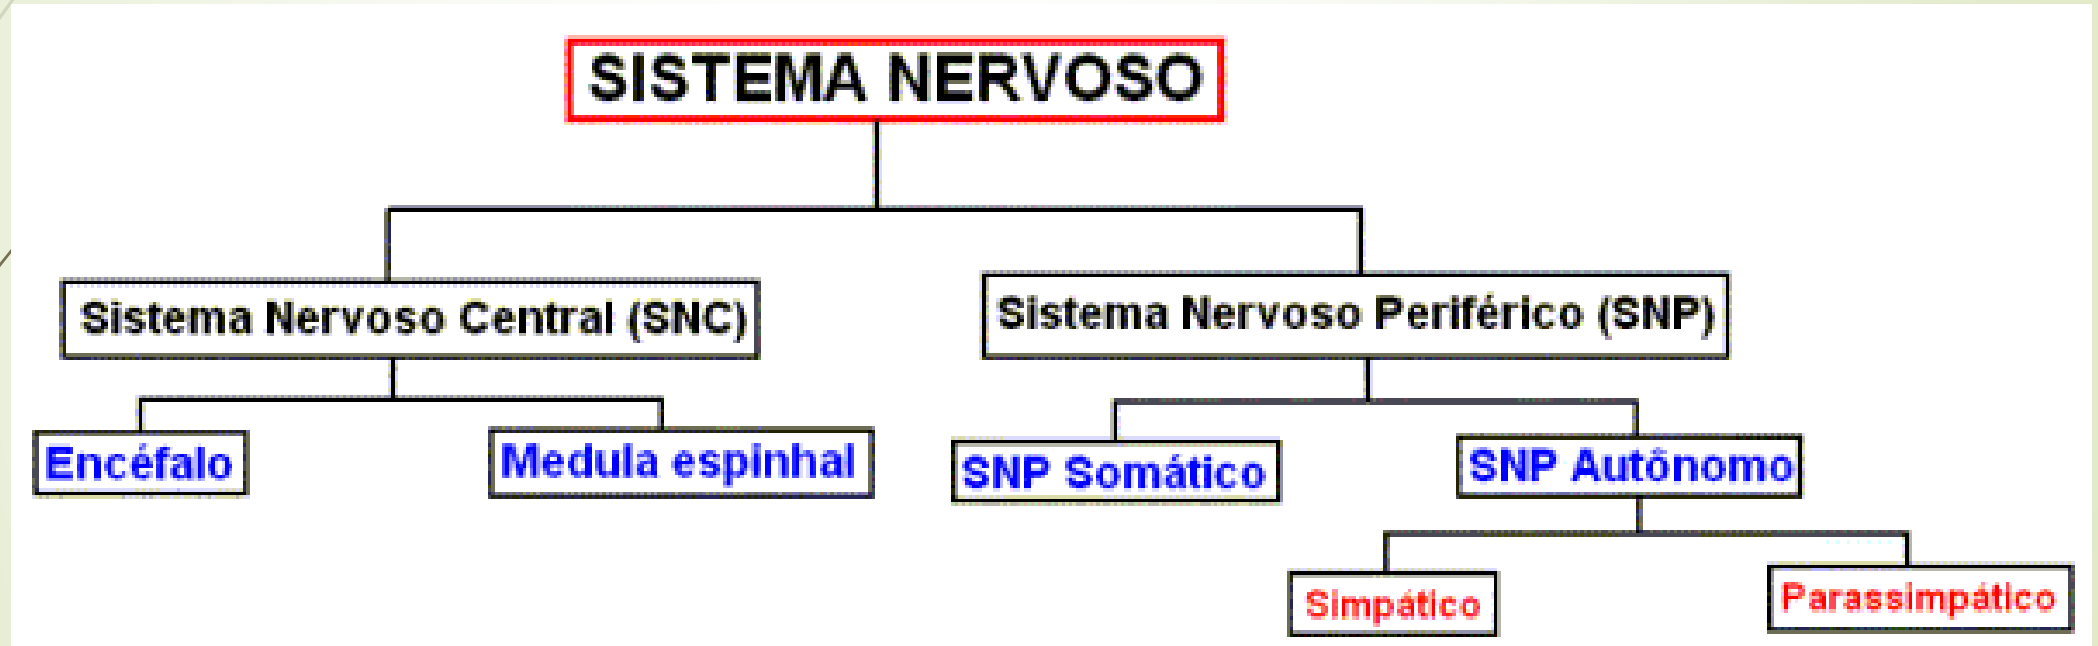 SISTEMA NERVOSO
Sistema Nervoso Central (SNC)
Sistema Nervoso Periférico (SNP)
Encéfalo
Medula espinhal
SNP Somático
SNP Autônomo
Simpático
Parassimpático